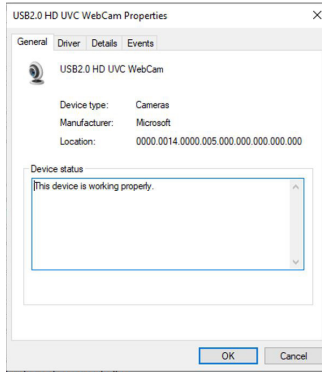 USB2.0 HD UVC WebCam Properties
General Driver Details Events
USB2.0 HD UVC WebCam
Device type: Cameras
Manufacturer: Microsoft
Location: 0000.0014.0000.005.000.000.000.000.000
Device status
This device is working properly.
OK Cancel